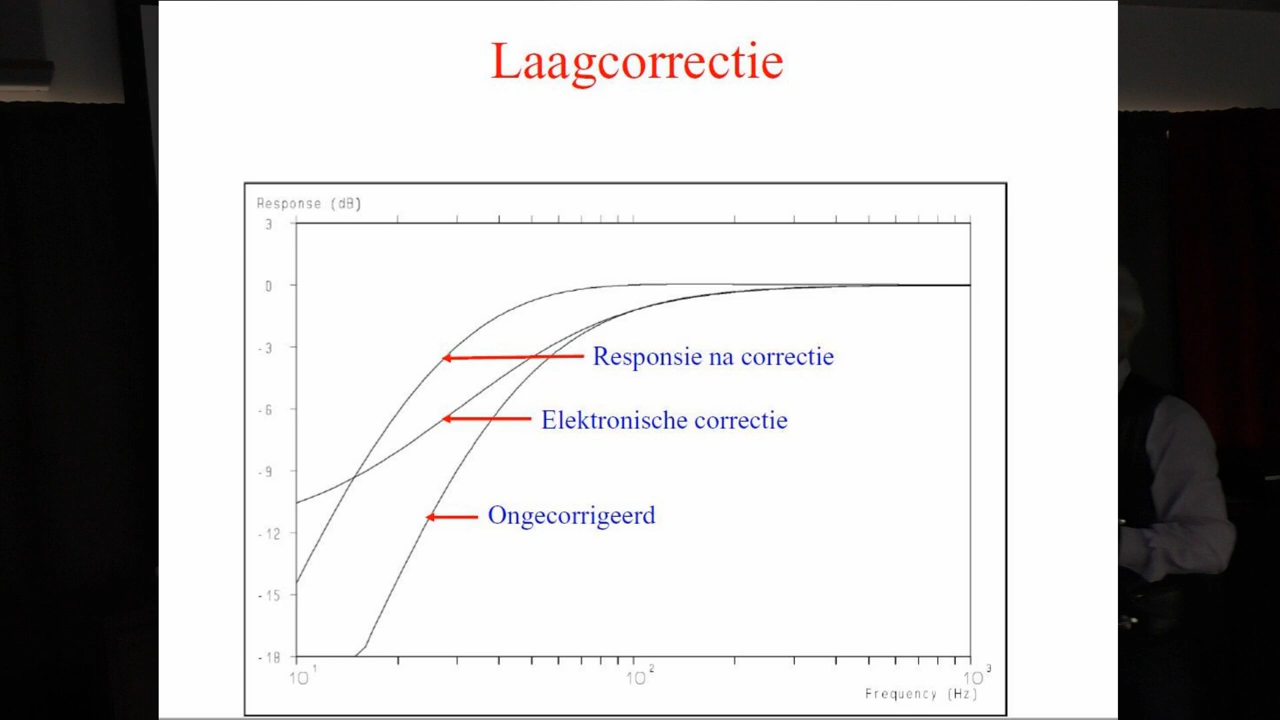 Laagcorrectie
Response (dB)
3
0
-3
-6
-9
-12
-15
-18
Responsie na correctie
Elektronische correctie
Ongecorrigeerd
10¹
10²
10³
Frequency (Hz)